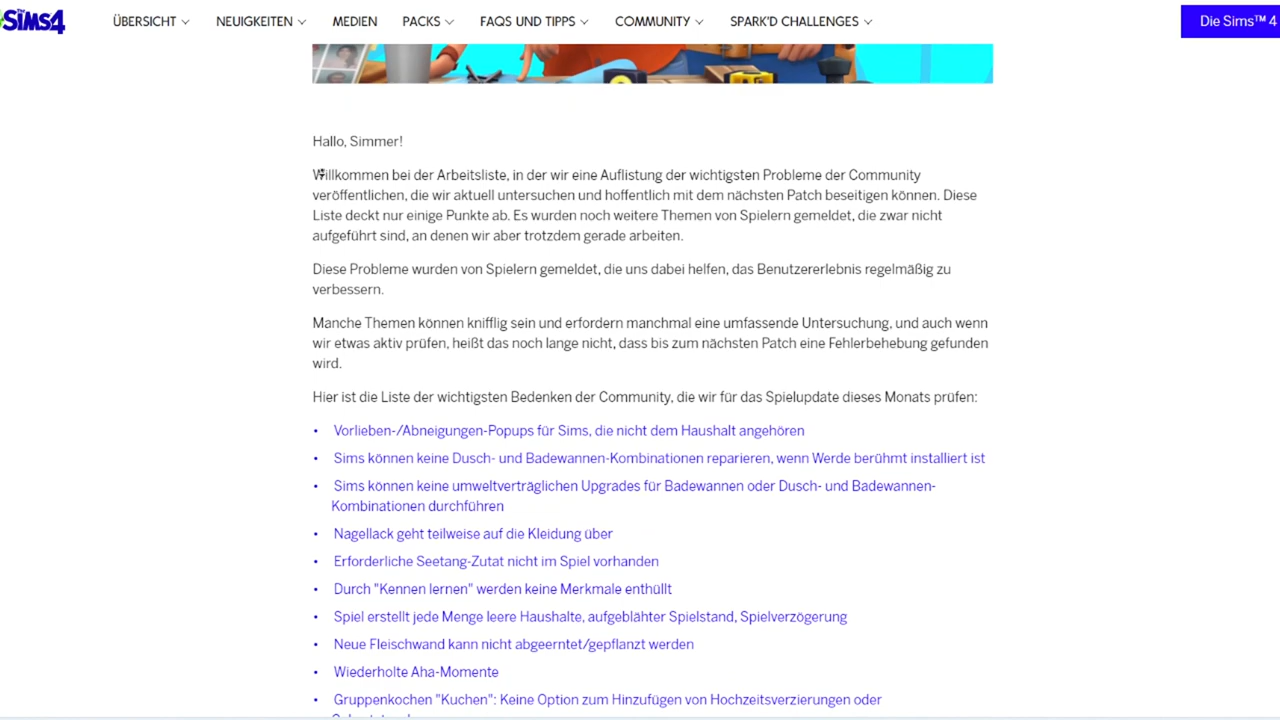 THE SIMS4 ÜBERSICHT NEUIGKEITEN MEDIEN PACKS FAQS UND TIPPS COMMUNITY SPARK'D CHALLENGES Die Sims™ 4
Hallo, Simmer!
Willkommen bei der Arbeitsliste, in der wir eine Auflistung der wichtigsten Probleme der Community
veröffentlichen, die wir aktuell untersuchen und hoffentlich mit dem nächsten Patch beseitigen können. Diese
Liste deckt nur einige Punkte ab. Es wurden noch weitere Themen von Spielern gemeldet, die zwar nicht
aufgeführt sind, an denen wir aber trotzdem gerade arbeiten.
Diese Probleme wurden von Spielern gemeldet, die uns dabei helfen, das Benutzererlebnis regelmäßig zu
verbessern.
Manche Themen können knifflig sein und erfordern manchmal eine umfassende Untersuchung, und auch wenn
wir etwas aktiv prüfen, heißt das noch lange nicht, dass bis zum nächsten Patch eine Fehlerbehebung gefunden
wird.
Hier ist die Liste der wichtigsten Bedenken der Community, die wir für das Spielupdate dieses Monats prüfen:
• Vorlieben-/Abneigungen-Popups für Sims, die nicht dem Haushalt angehören
• Sims können keine Dusch- und Badewannen-Kombinationen reparieren, wenn Werde berühmt installiert ist
• Sims können keine umweltverträglichen Upgrades für Badewannen oder Dusch- und Badewannen-
Kombinationen durchführen
• Nagellack geht teilweise auf die Kleidung über
• Erforderliche Seetang-Zutat nicht im Spiel vorhanden
• Durch "Kennen lernen" werden keine Merkmale enthüllt
• Spiel erstellt jede Menge leere Haushalte, aufgeblähter Spielstand, Spielverzögerung
• Neue Fleischwand kann nicht abgeerntet/gepflanzt werden
• Wiederholte Aha-Momente
• Gruppenkochen "Kuchen": Keine Option zum Hinzufügen von Hochzeitsverzierungen oder